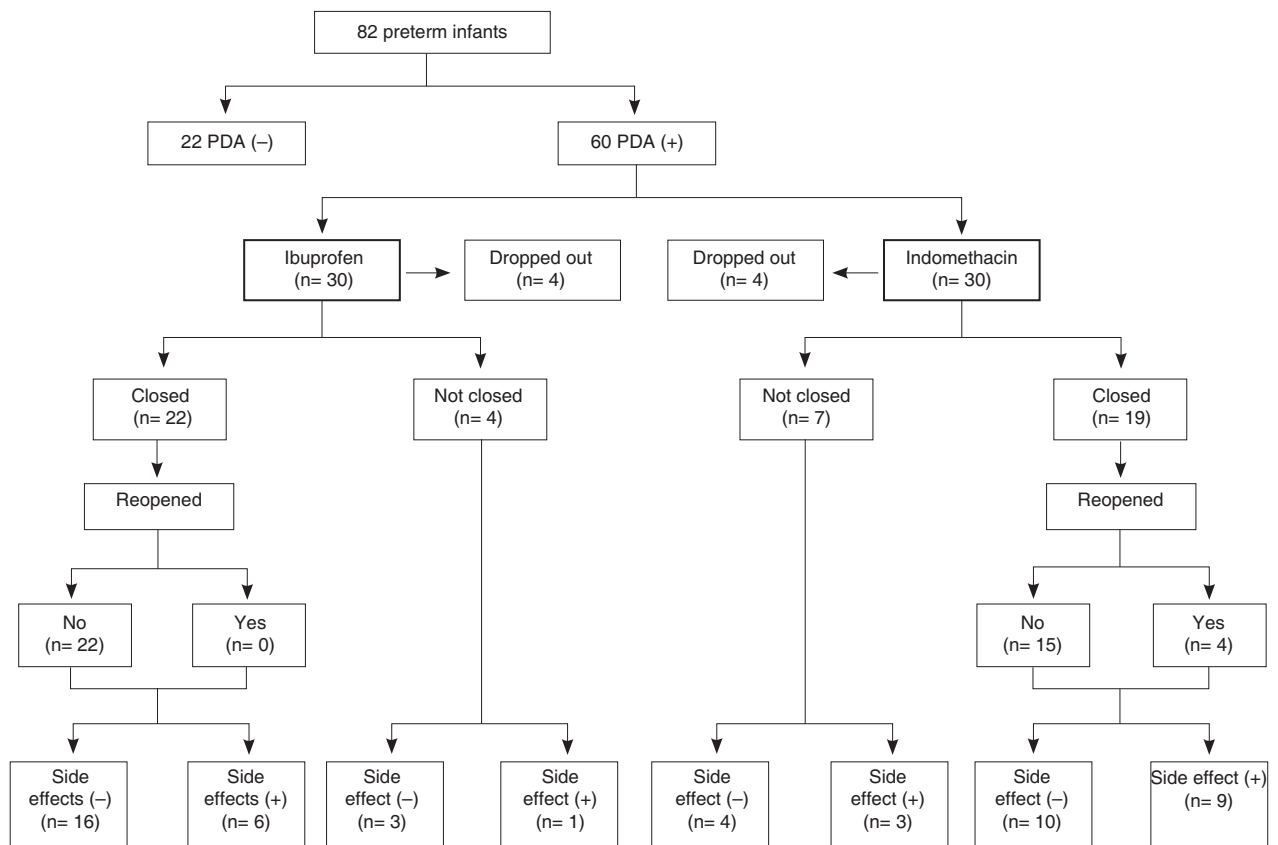 82 preterm infants
22 PDA (–)
60 PDA (+)
Ibuprofen
(n= 30)
Dropped out
(n= 4)
Dropped out
(n= 4)
Indomethacin
(n= 30)
Closed
(n= 22)
Not closed
(n= 4)
Not closed
(n= 7)
Closed
(n= 19)
Reopened
Reopened
No
(n= 22)
Yes
(n= 0)
No
(n= 15)
Yes
(n= 4)
Side
effects (–)
(n= 16)
Side
effects (+)
(n= 6)
Side
effect (–)
(n= 3)
Side
effect (+)
(n= 1)
Side
effect (–)
(n= 4)
Side
effect (+)
(n= 3)
Side
effect (–)
(n= 10)
Side effect (+)
(n= 9)